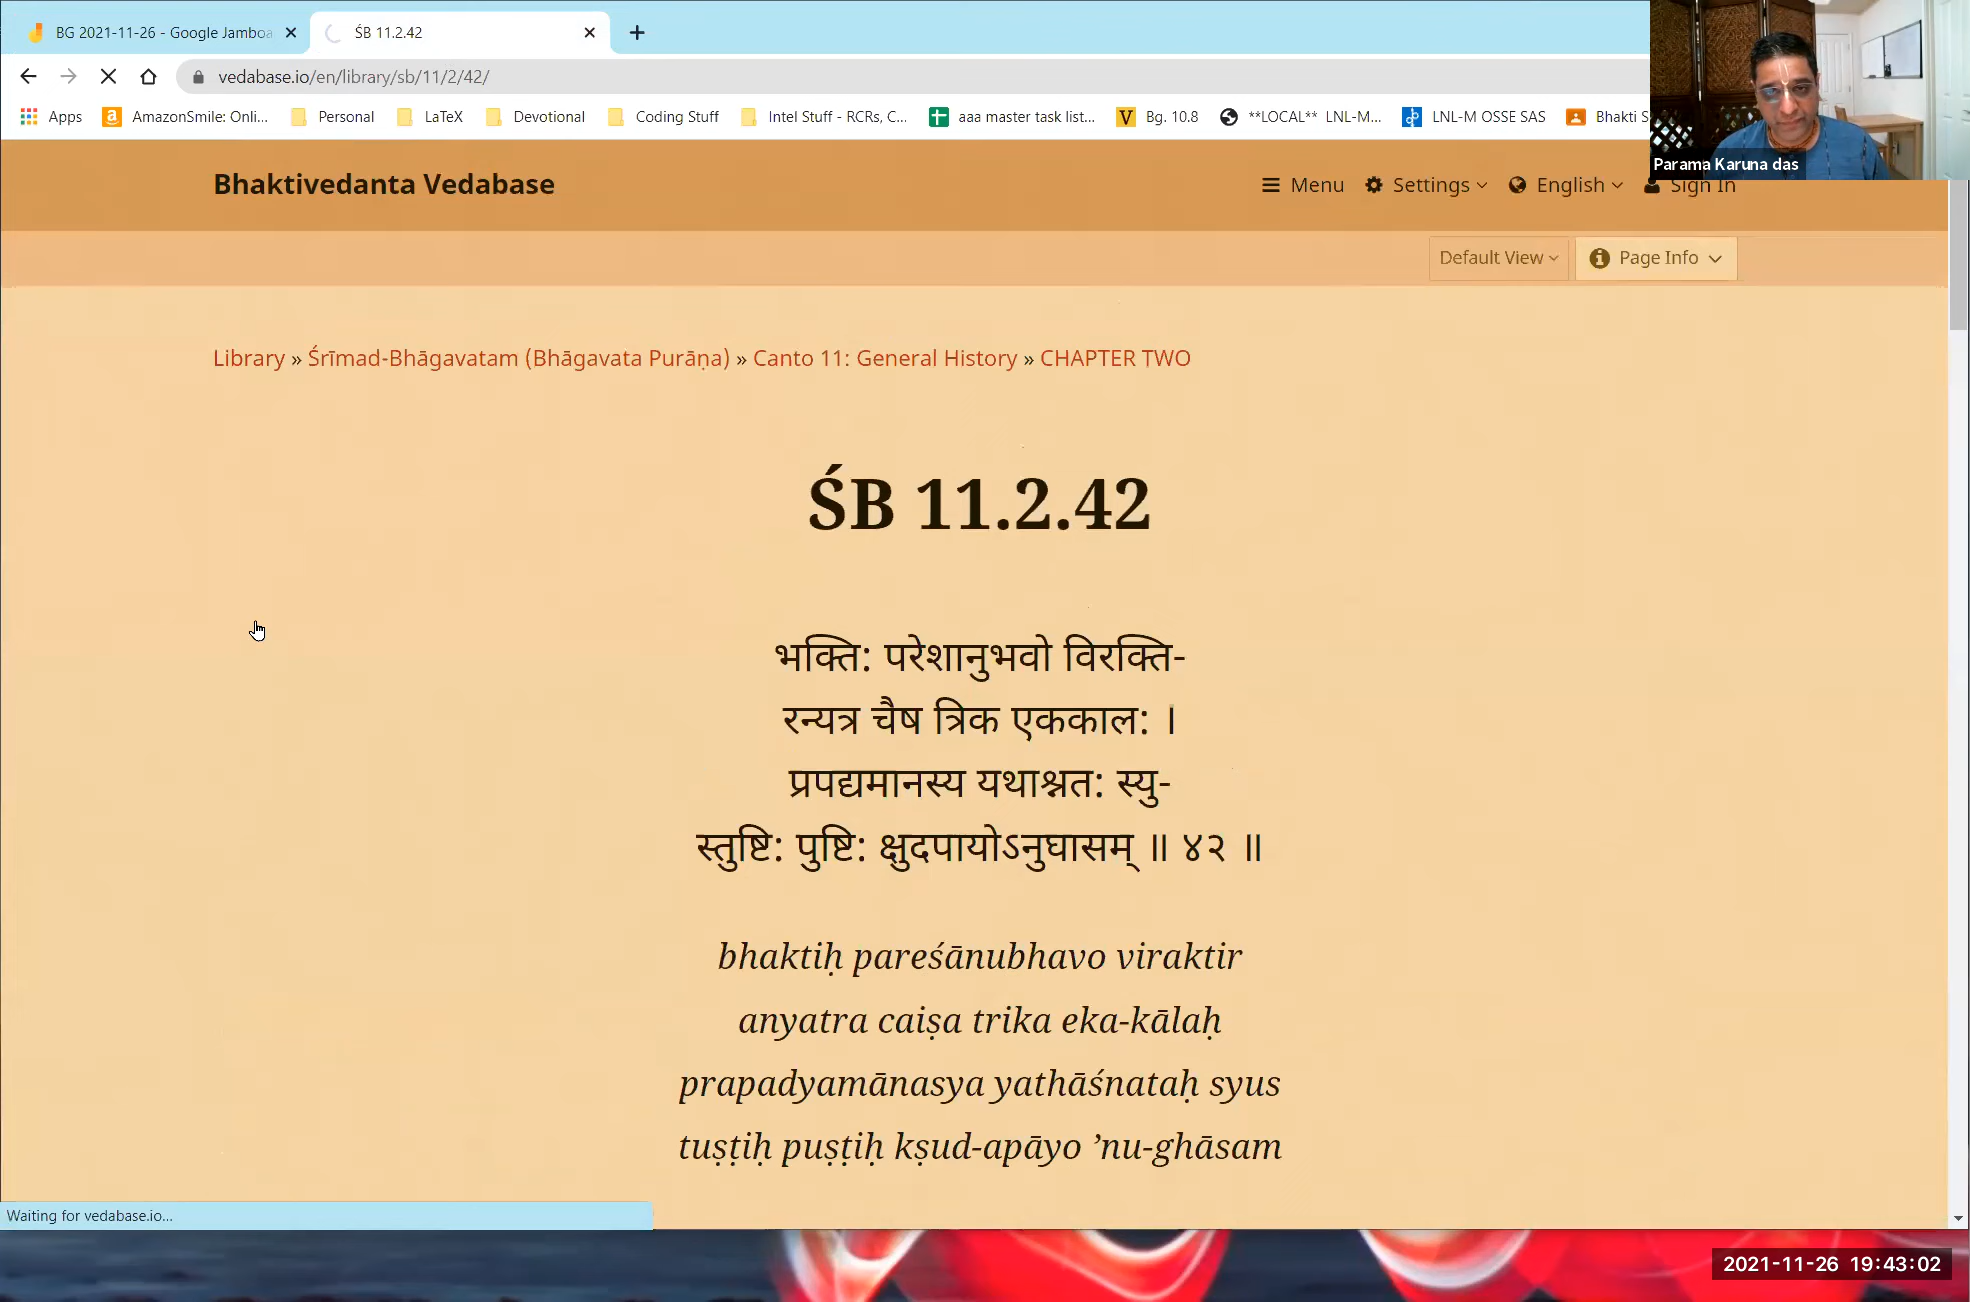 BG 2021-11-26 - Google Jamboa
ŚB 11.2.42
vedabase.io/en/library/sb/11/2/42/
Apps
AmazonSmile: Onli...
Personal
LaTeX
Devotional
Coding Stuff
Intel Stuff - RCRs, C...
aaa master task list...
Bg. 10.8
**LOCAL** LNL-M...
LNL-M OSSE SAS
Bhakti S
Parama Karuna das
Bhaktivedanta Vedabase
Menu
Settings
English
Sign In
Default View
Page Info
Library » Śrīmad-Bhāgavatam (Bhāgavata Purāṇa) » Canto 11: General History » CHAPTER TWO
ŚB 11.2.42
भक्ति: परेशानुभवो विरक्ति-
रन्यत्र चैष त्रिक एककाल: ।
प्रपद्यमानस्य यथाश्नत: स्यु-
स्तुष्टि: पुष्टि: क्षुदपायोऽनुघासम् ॥ ४२ ॥
bhaktiḥ pareśānubhavo viraktir
anyatra caiṣa trika eka-kālaḥ
prapadyamānasya yathāśnataḥ syus
tuṣṭiḥ puṣṭiḥ kṣud-apāyo ’nu-ghāsam
Waiting for vedabase.io...
2021-11-26 19:43:02